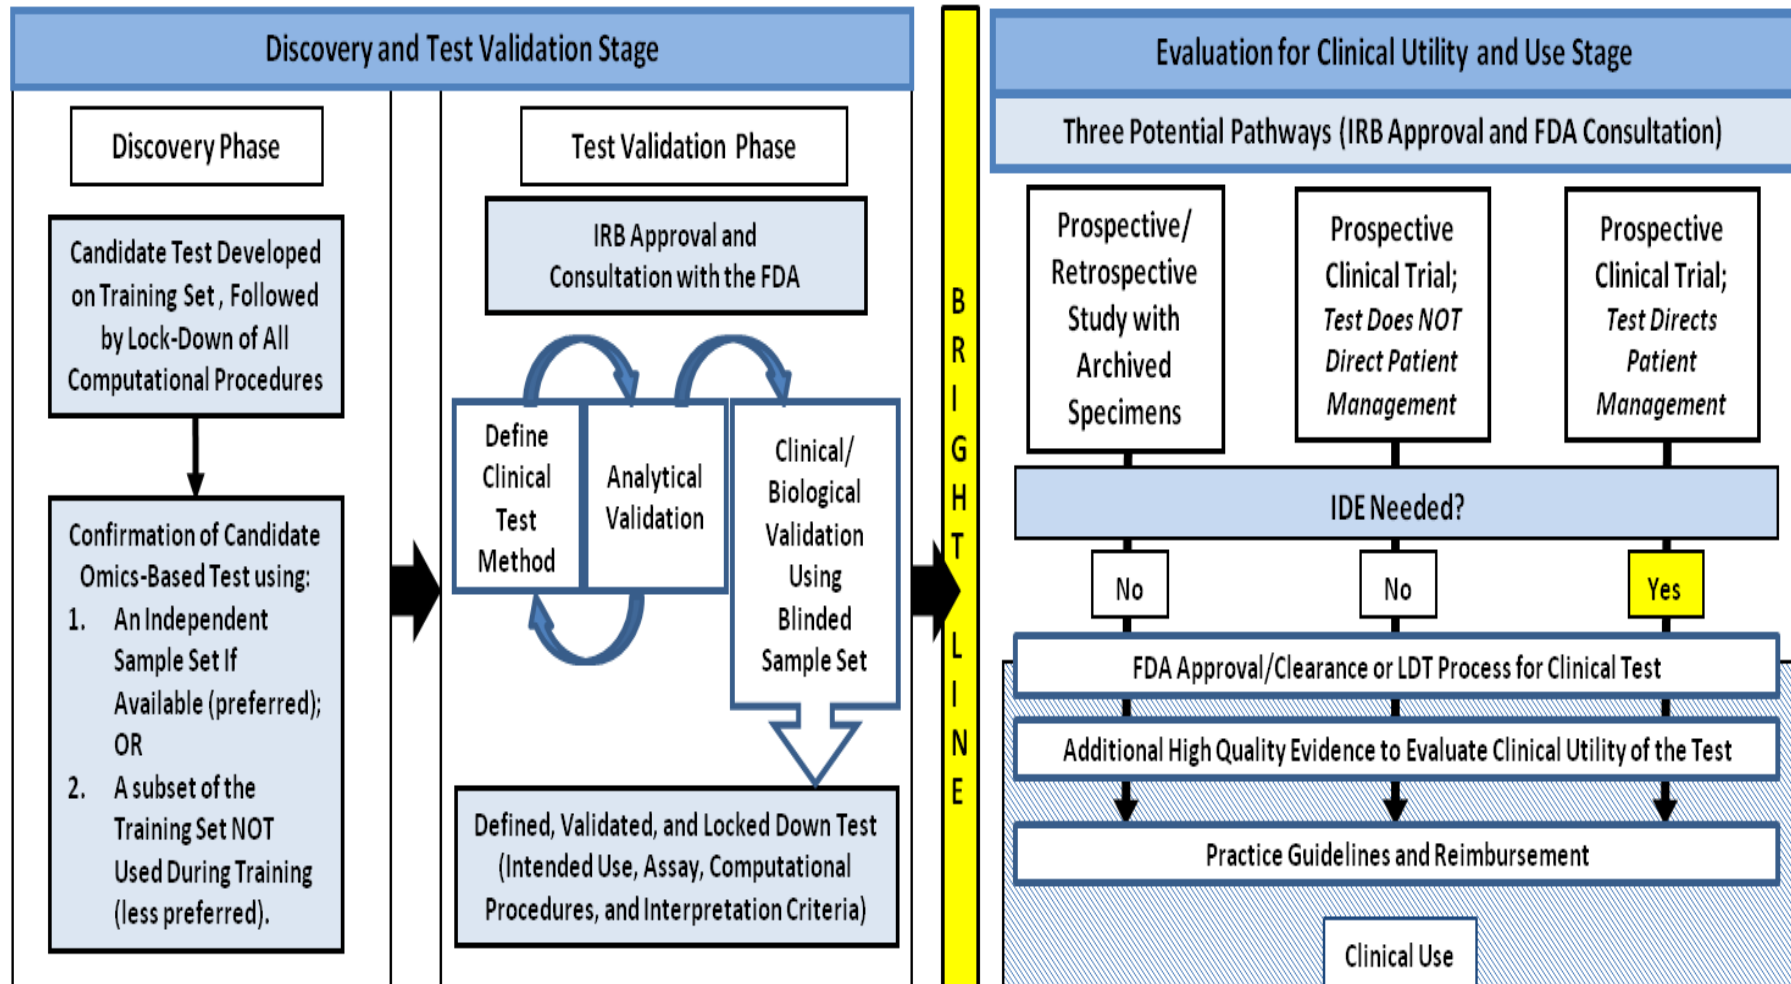 Discovery and Test Validation Stage
Discovery Phase
Candidate Test Developed
on Training Set , Followed
by Lock-Down of All
Computational Procedures
Confirmation of Candidate
Omics-Based Test using:
1. An Independent
Sample Set If
Available (preferred);
OR
2. A subset of the
Training Set NOT
Used During Training
(less preferred).
Test Validation Phase
IRB Approval and
Consultation with the FDA
Define
Clinical
Test
Method
Analytical
Validation
Clinical/
Biological
Validation
Using
Blinded
Sample Set
Defined, Validated, and Locked Down Test
(Intended Use, Assay, Computational
Procedures, and Interpretation Criteria)
B
R
I
G
H
T
L
I
N
E
Evaluation for Clinical Utility and Use Stage
Three Potential Pathways (IRB Approval and FDA Consultation)
Prospective/
Retrospective
Study with
Archived
Specimens
Prospective
Clinical Trial;
Test Does NOT
Direct Patient
Management
Prospective
Clinical Trial;
Test Directs
Patient
Management
IDE Needed?
No
No
Yes
FDA Approval/Clearance or LDT Process for Clinical Test
Additional High Quality Evidence to Evaluate Clinical Utility of the Test
Practice Guidelines and Reimbursement
Clinical Use